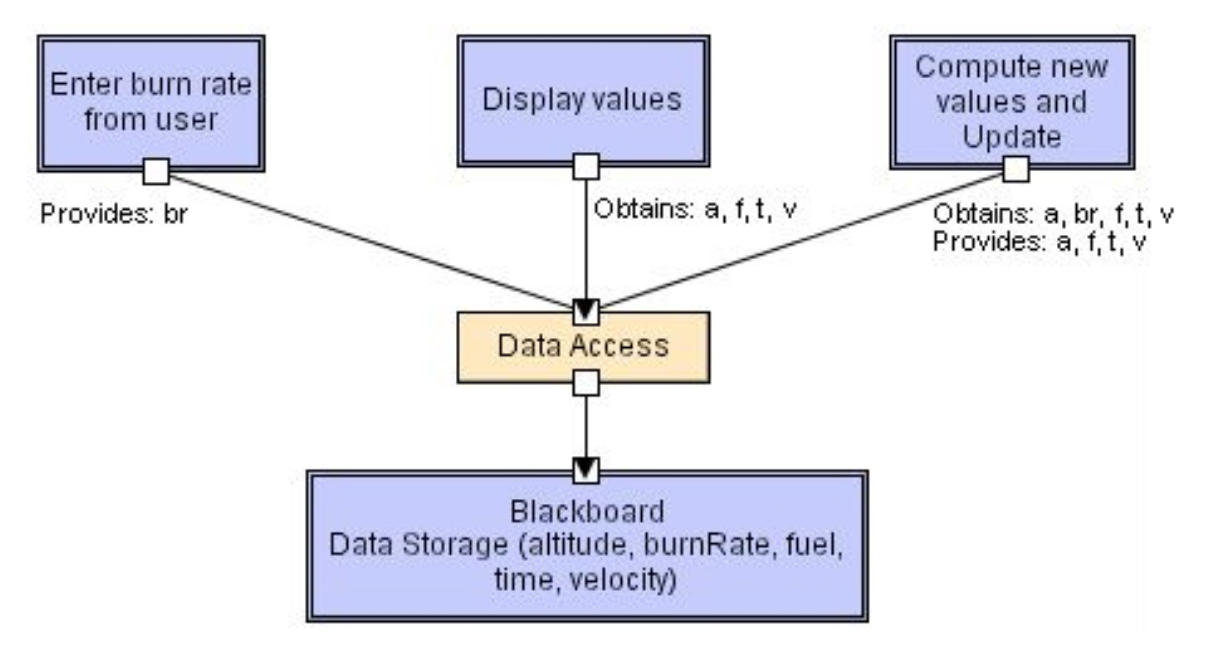 Enter burn rate
from user
Display values
Compute new
values and
Update
Provides: br
Obtains: a, f, t, v
Obtains: a, br, f, t, v
Provides: a, f, t, v
Data Access
Blackboard
Data Storage (altitude, burnRate, fuel,
time, velocity)